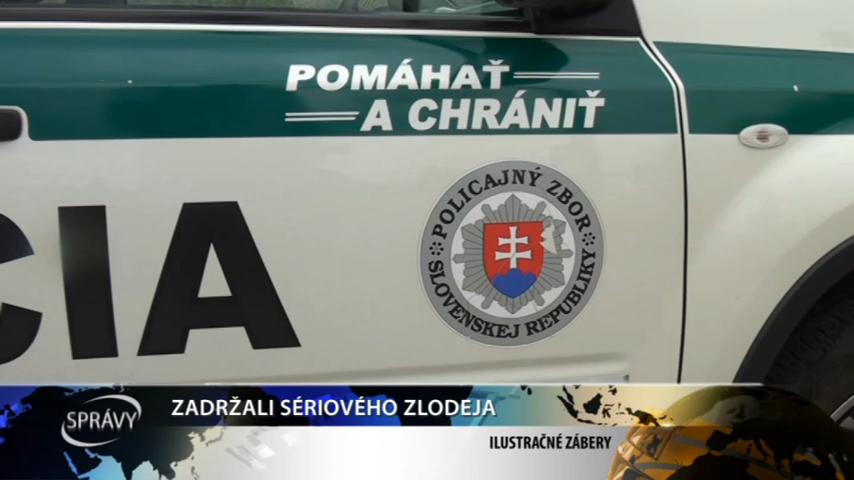 POMÁHAŤ
A CHRÁNIŤ
CIA
POLICAJNÝ ZBOR
SLOVENSKEJ REPUBLIKY
SPRÁVY
ZADRŽALI SÉRIOVÉHO ZLODEJA
ILUSTRAČNÉ ZÁBERY